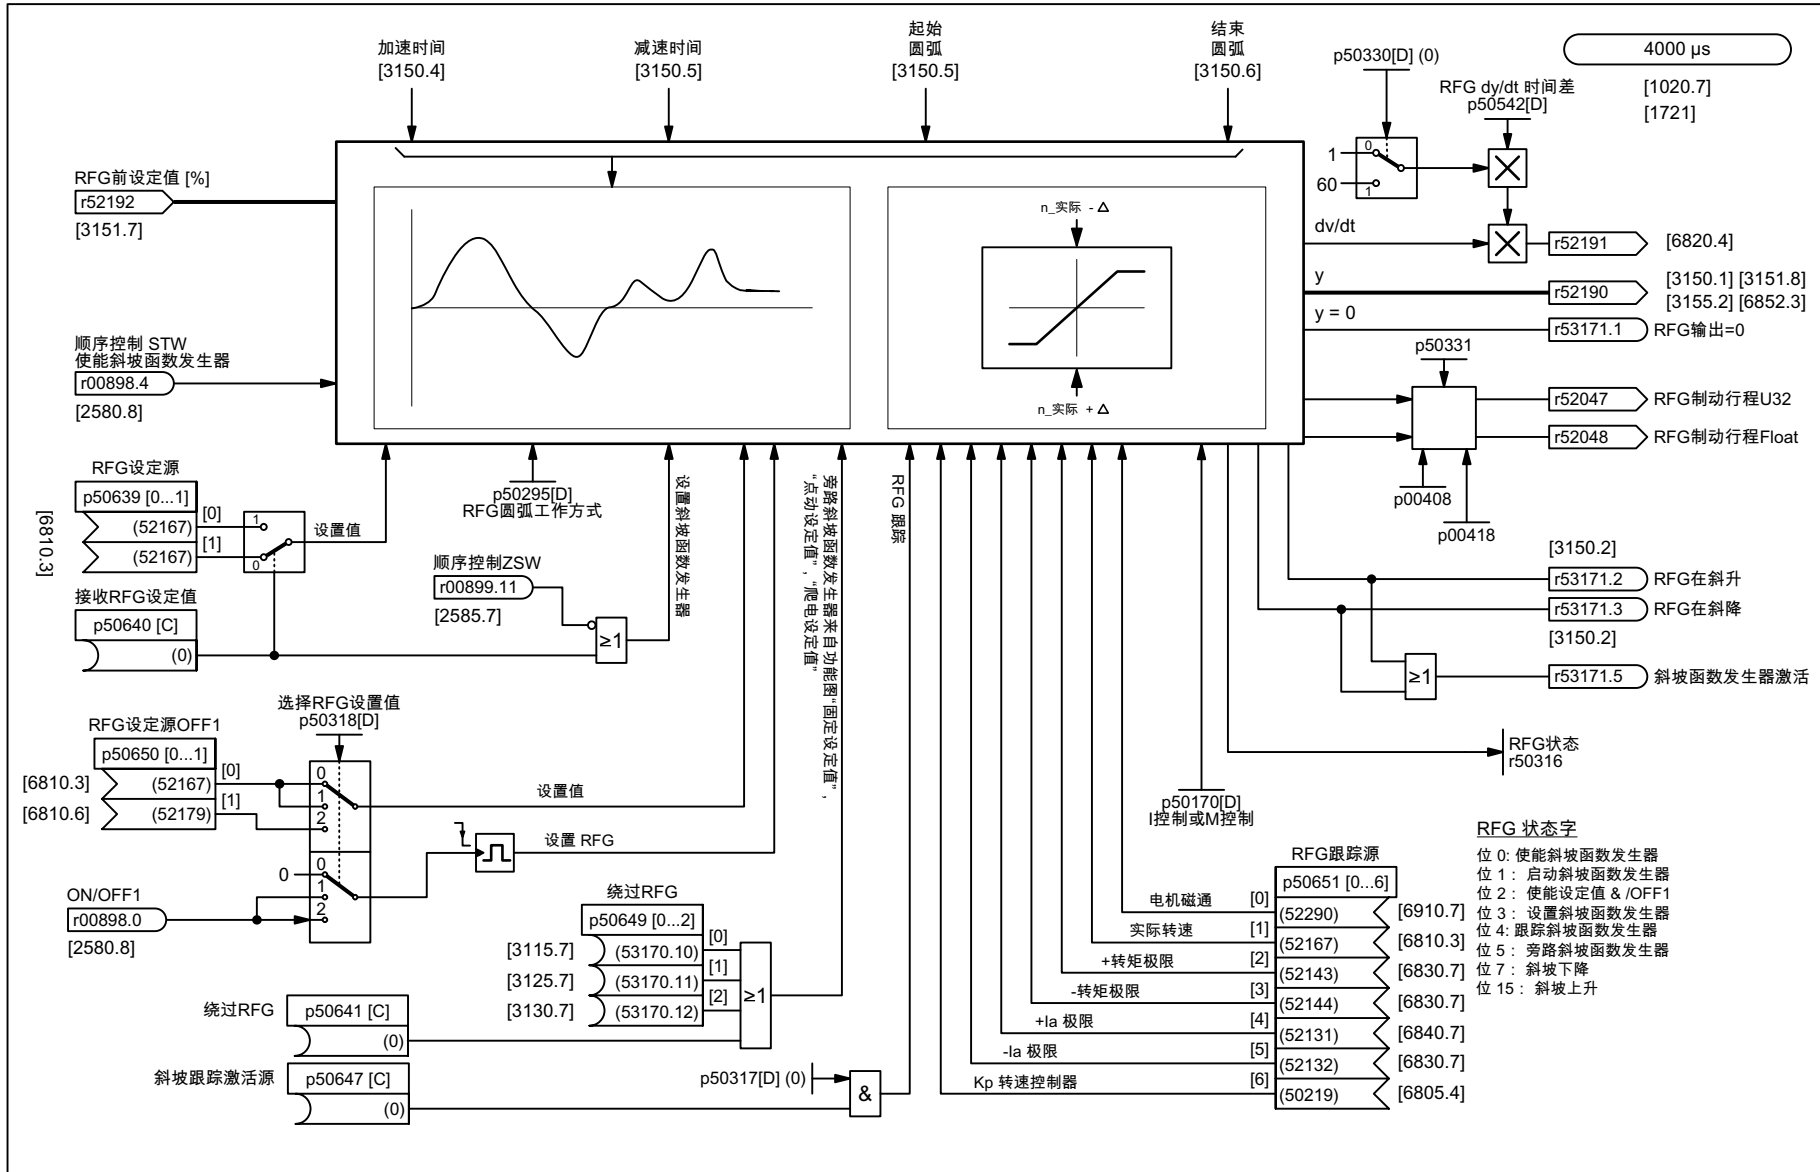 加速时间
[3150.4]
减速时间
[3150.5]
起始
圆弧
[3150.5]
结束
圆弧
[3150.6]
p50330[D] (0)
4000 µs
[1020.7]
[1721]
RFG dy/dt 时间差
p50542[D]
1
0
60
1
RFG前设定值 [%]
r52192
[3151.7]
n_实际 - Δ
n_实际 + Δ
dv/dt
r52191
[6820.4]
y
r52190
[3150.1] [3151.8]
[3155.2] [6852.3]
y = 0
r53171.1
RFG输出=0
顺序控制 STW
使能斜坡函数发生器
r00898.4
[2580.8]
p50331
r52047
RFG制动行程U32
r52048
RFG制动行程Float
p00408
p00418
RFG设定源
p50639 [0...1]
(52167)
[0]
(52167)
[1]
[6810.3]
1
0
设置值
p50295[D]
RFG圆弧工作方式
设置斜坡函数发生器
旁路斜坡函数发生器来自功能图“固定设定值”，
“点动设定值”，“爬电设定值”
RFG 跟踪
顺序控制ZSW
r00899.11
[2585.7]
≥1
接收RFG设定值
p50640 [C]
(0)
[3150.2]
r53171.2
RFG在斜升
r53171.3
RFG在斜降
[3150.2]
≥1
r53171.5
斜坡函数发生器激活
选择RFG设置值
p50318[D]
RFG设定源OFF1
p50650 [0...1]
[6810.3]
(52167)
[0]
[6810.6]
(52179)
[1]
0
1
2
设置值
0
0
1
2
设置 RFG
ON/OFF1
r00898.0
[2580.8]
RFG状态
r50316
p50170[D]
I控制或M控制
绕过RFG
p50649 [0...2]
[3115.7]
(53170.10)
[0]
[3125.7]
(53170.11)
[1]
[3130.7]
(53170.12)
[2]
≥1
绕过RFG
p50641 [C]
(0)
斜坡跟踪激活源
p50647 [C]
(0)
p50317[D] (0)
&
RFG跟踪源
p50651 [0...6]
电机磁通
[0]
(52290)
[6910.7]
实际转速
[1]
(52167)
[6810.3]
+转矩极限
[2]
(52143)
[6830.7]
-转矩极限
[3]
(52144)
[6830.7]
+Ia 极限
[4]
(52131)
[6840.7]
-Ia 极限
[5]
(52132)
[6830.7]
Kp 转速控制器
[6]
(50219)
[6805.4]
RFG 状态字
位 0: 使能斜坡函数发生器
位 1： 启动斜坡函数发生器
位 2： 使能设定值 & /OFF1
位 3： 设置斜坡函数发生器
位 4: 跟踪斜坡函数发生器
位 5： 旁路斜坡函数发生器
位 7： 斜坡下降
位 15： 斜坡上升